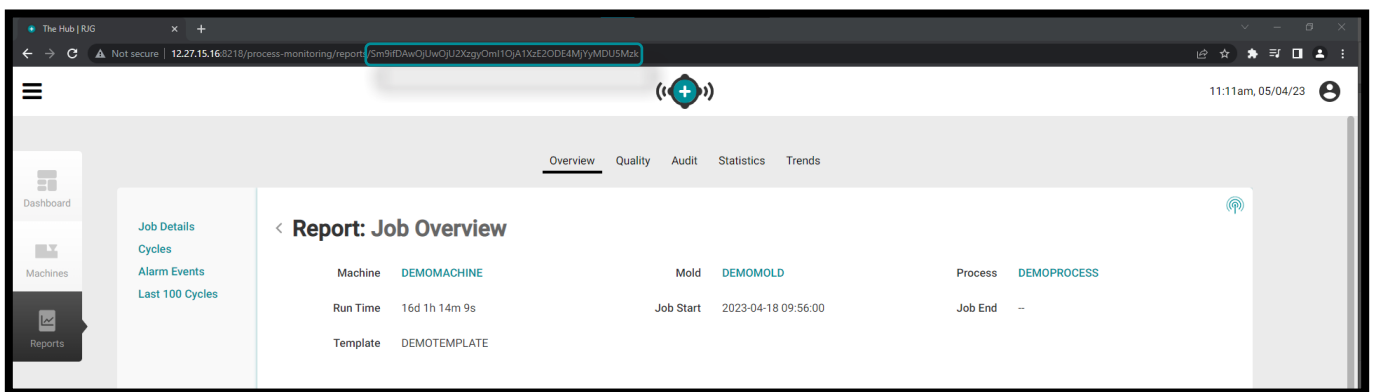 The Hub | RJG
Not secure | 12.27.15.16:8218/process-monitoring/reports/Sm9ifDAwOjUwOjU2XzgyOmI1OjA1XzE2ODE4MjYyMDU5Mzk
11:11am, 05/04/23
Overview Quality Audit Statistics Trends
Dashboard
Machines
Reports
Job Details
Cycles
Alarm Events
Last 100 Cycles
< Report: Job Overview
Machine DEMOMACHINE Mold DEMOMOLD Process DEMOPROCESS
Run Time 16d 1h 14m 9s Job Start 2023-04-18 09:56:00 Job End --
Template DEMOTEMPLATE